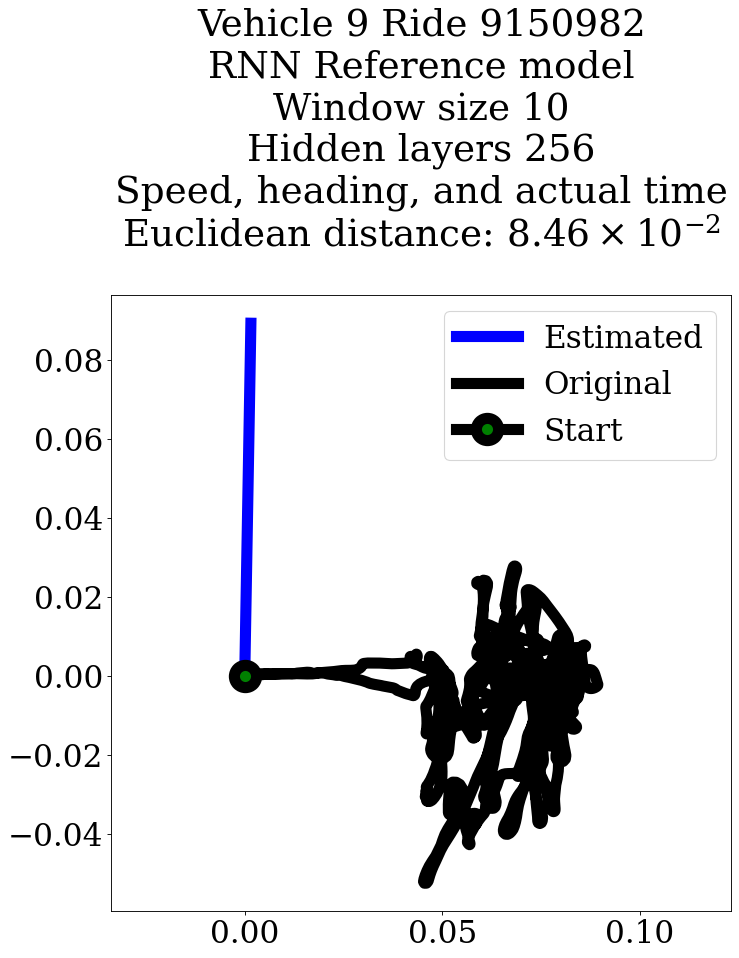 Vehicle 9 Ride 9150982
RNN Reference model
Window size 10
Hidden layers 256
Speed, heading, and actual time
Euclidean distance: 8.46 × 10⁻²
Estimated
Original
Start
0.08
0.06
0.04
0.02
0.00
−0.02
−0.04
0.00 0.05 0.10